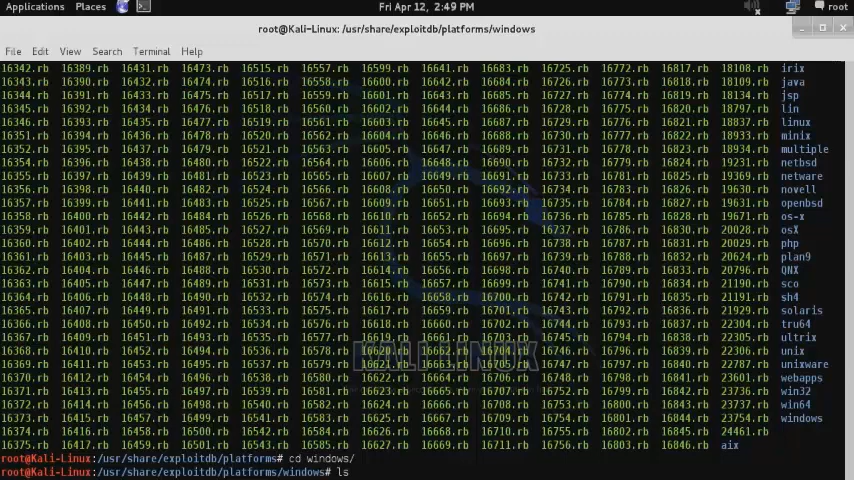 Applications Places Fri Apr 12, 2:49 PM root
root@Kali-Linux: /usr/share/exploitdb/platforms/windows
File Edit View Search Terminal Help
16342.rb 16389.rb 16431.rb 16473.rb 16515.rb 16557.rb 16599.rb 16641.rb 16683.rb 16725.rb 16772.rb 16817.rb 18108.rb irix
16343.rb 16390.rb 16432.rb 16474.rb 16516.rb 16558.rb 16600.rb 16642.rb 16684.rb 16726.rb 16774.rb 16818.rb 18109.rb java
16344.rb 16391.rb 16433.rb 16475.rb 16517.rb 16559.rb 16601.rb 16643.rb 16685.rb 16727.rb 16775.rb 16819.rb 18134.rb jsp
16345.rb 16392.rb 16434.rb 16476.rb 16518.rb 16560.rb 16602.rb 16644.rb 16686.rb 16728.rb 16776.rb 16820.rb 18797.rb lin
16346.rb 16393.rb 16435.rb 16477.rb 16519.rb 16561.rb 16603.rb 16645.rb 16687.rb 16729.rb 16777.rb 16821.rb 18837.rb linux
16351.rb 16394.rb 16436.rb 16478.rb 16520.rb 16562.rb 16604.rb 16646.rb 16688.rb 16730.rb 16822.rb 18933.rb minix
16352.rb 16395.rb 16437.rb 16479.rb 16521.rb 16563.rb 16605.rb 16647.rb 16689.rb 16731.rb 16823.rb 18934.rb multiple
16354.rb 16396.rb 16438.rb 16480.rb 16522.rb 16564.rb 16606.rb 16648.rb 16690.rb 16732.rb 16824.rb 19231.rb netbsd
16355.rb 16397.rb 16439.rb 16481.rb 16523.rb 16565.rb 16607.rb 16649.rb 16691.rb 16733.rb 16825.rb 19369.rb netware
16356.rb 16398.rb 16440.rb 16482.rb 16524.rb 16566.rb 16608.rb 16650.rb 16692.rb 16734.rb 16783.rb 16826.rb 19630.rb novell
16357.rb 16399.rb 16441.rb 16483.rb 16525.rb 16567.rb 16609.rb 16651.rb 16693.rb 16735.rb 16784.rb 16827.rb 19631.rb openbsd
16358.rb 16400.rb 16442.rb 16484.rb 16526.rb 16568.rb 16610.rb 16652.rb 16694.rb 16736.rb 16785.rb 16828.rb 19671.rb os-x
16359.rb 16401.rb 16443.rb 16485.rb 16527.rb 16569.rb 16611.rb 16653.rb 16695.rb 16737.rb 16786.rb 16830.rb 20028.rb osX
16360.rb 16402.rb 16444.rb 16486.rb 16528.rb 16570.rb 16612.rb 16654.rb 16696.rb 16738.rb 16787.rb 16831.rb 20029.rb php
16361.rb 16403.rb 16445.rb 16487.rb 16529.rb 16571.rb 16613.rb 16655.rb 16697.rb 16739.rb 16788.rb 16832.rb 20624.rb plan9
16362.rb 16404.rb 16446.rb 16488.rb 16530.rb 16572.rb 16614.rb 16656.rb 16698.rb 16740.rb 16790.rb 16833.rb 20796.rb QNX
16363.rb 16405.rb 16447.rb 16489.rb 16531.rb 16573.rb 16615.rb 16657.rb 16699.rb 16741.rb 16791.rb 16834.rb 21190.rb sco
16364.rb 16406.rb 16448.rb 16490.rb 16532.rb 16574.rb 16616.rb 16658.rb 16700.rb 16742.rb 16792.rb 16835.rb 21191.rb sh4
16365.rb 16407.rb 16449.rb 16491.rb 16533.rb 16575.rb 16617.rb 16659.rb 16701.rb 16743.rb 16793.rb 16836.rb 21929.rb solaris
16366.rb 16408.rb 16450.rb 16492.rb 16534.rb 16576.rb 16618.rb 16660.rb 16702.rb 16744.rb 16794.rb 16837.rb 22304.rb tru64
16367.rb 16409.rb 16451.rb 16493.rb 16535.rb 16577.rb 16619.rb 16661.rb 16703.rb 16745.rb 16795.rb 16838.rb 22305.rb ultrix
16368.rb 16410.rb 16452.rb 16494.rb 16536.rb 16578.rb 16620.rb 16662.rb 16704.rb 16746.rb 16796.rb 16839.rb 22306.rb unix
16369.rb 16411.rb 16453.rb 16495.rb 16537.rb 16579.rb 16621.rb 16663.rb 16705.rb 16747.rb 16797.rb 16840.rb 22787.rb unixware
16370.rb 16412.rb 16454.rb 16496.rb 16538.rb 16580.rb 16622.rb 16664.rb 16706.rb 16748.rb 16798.rb 16841.rb 23601.rb webapps
16371.rb 16413.rb 16455.rb 16497.rb 16539.rb 16581.rb 16623.rb 16665.rb 16707.rb 16752.rb 16799.rb 16842.rb 23736.rb win32
16372.rb 16414.rb 16456.rb 16498.rb 16540.rb 16582.rb 16624.rb 16666.rb 16708.rb 16753.rb 16800.rb 16843.rb 23737.rb win64
16373.rb 16415.rb 16457.rb 16499.rb 16541.rb 16583.rb 16625.rb 16667.rb 16709.rb 16754.rb 16801.rb 16844.rb 23754.rb windows
16374.rb 16416.rb 16458.rb 16500.rb 16542.rb 16584.rb 16626.rb 16668.rb 16710.rb 16755.rb 16802.rb 16845.rb 24461.rb
16375.rb 16417.rb 16459.rb 16501.rb 16543.rb 16585.rb 16627.rb 16669.rb 16711.rb 16756.rb 16803.rb 16846.rb aix
KALI LINUX
root@Kali-Linux:/usr/share/exploitdb/platforms# cd windows/
root@Kali-Linux:/usr/share/exploitdb/platforms/windows# ls